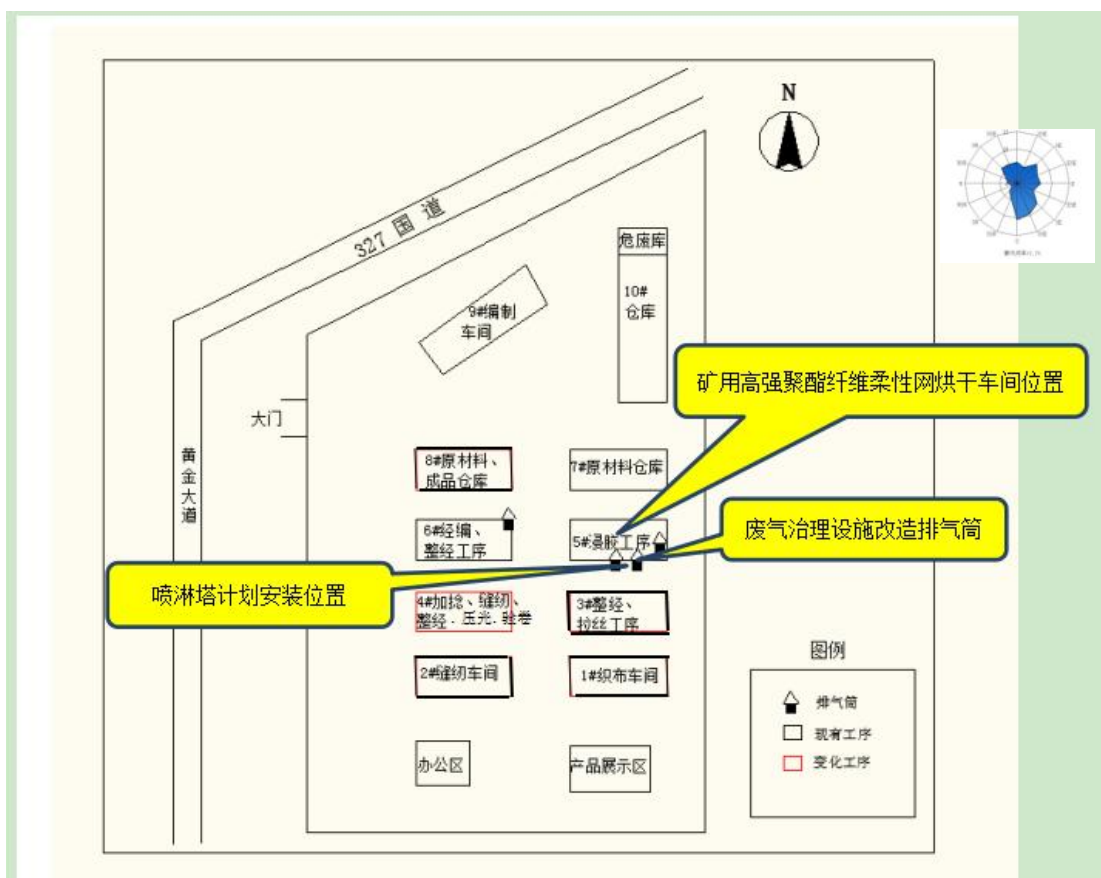 N
327 国 道
危废库
10#
仓库
9#编制
车间
矿用高强聚酯纤维柔性网烘干车间位置
大门
黄金大道
8#原材料、
成品仓库
7#原材料仓库
废气治理设施改造排气筒
6#经编、
整经工序
5#浸胶工序
喷淋塔计划安装位置
4#加捻、缝纫、
整经、压光、验卷
3#整经、
拉丝工序
2#缝纫车间
1#织布车间
图例
排气筒
现有工序
变化工序
办公区
产品展示区